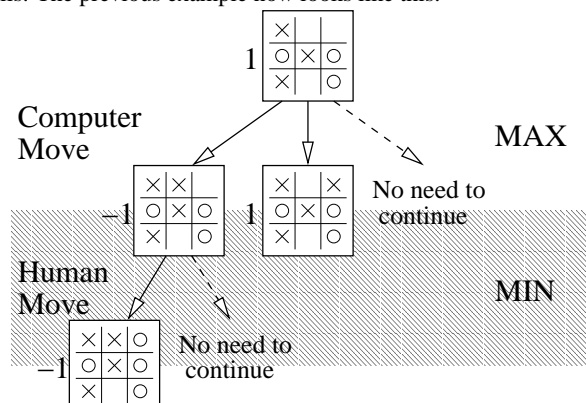 ns. The previous example now looks like this:
1
Computer
Move
MAX
−1
1
No need to
continue
Human
Move
MIN
−1
No need to
continue